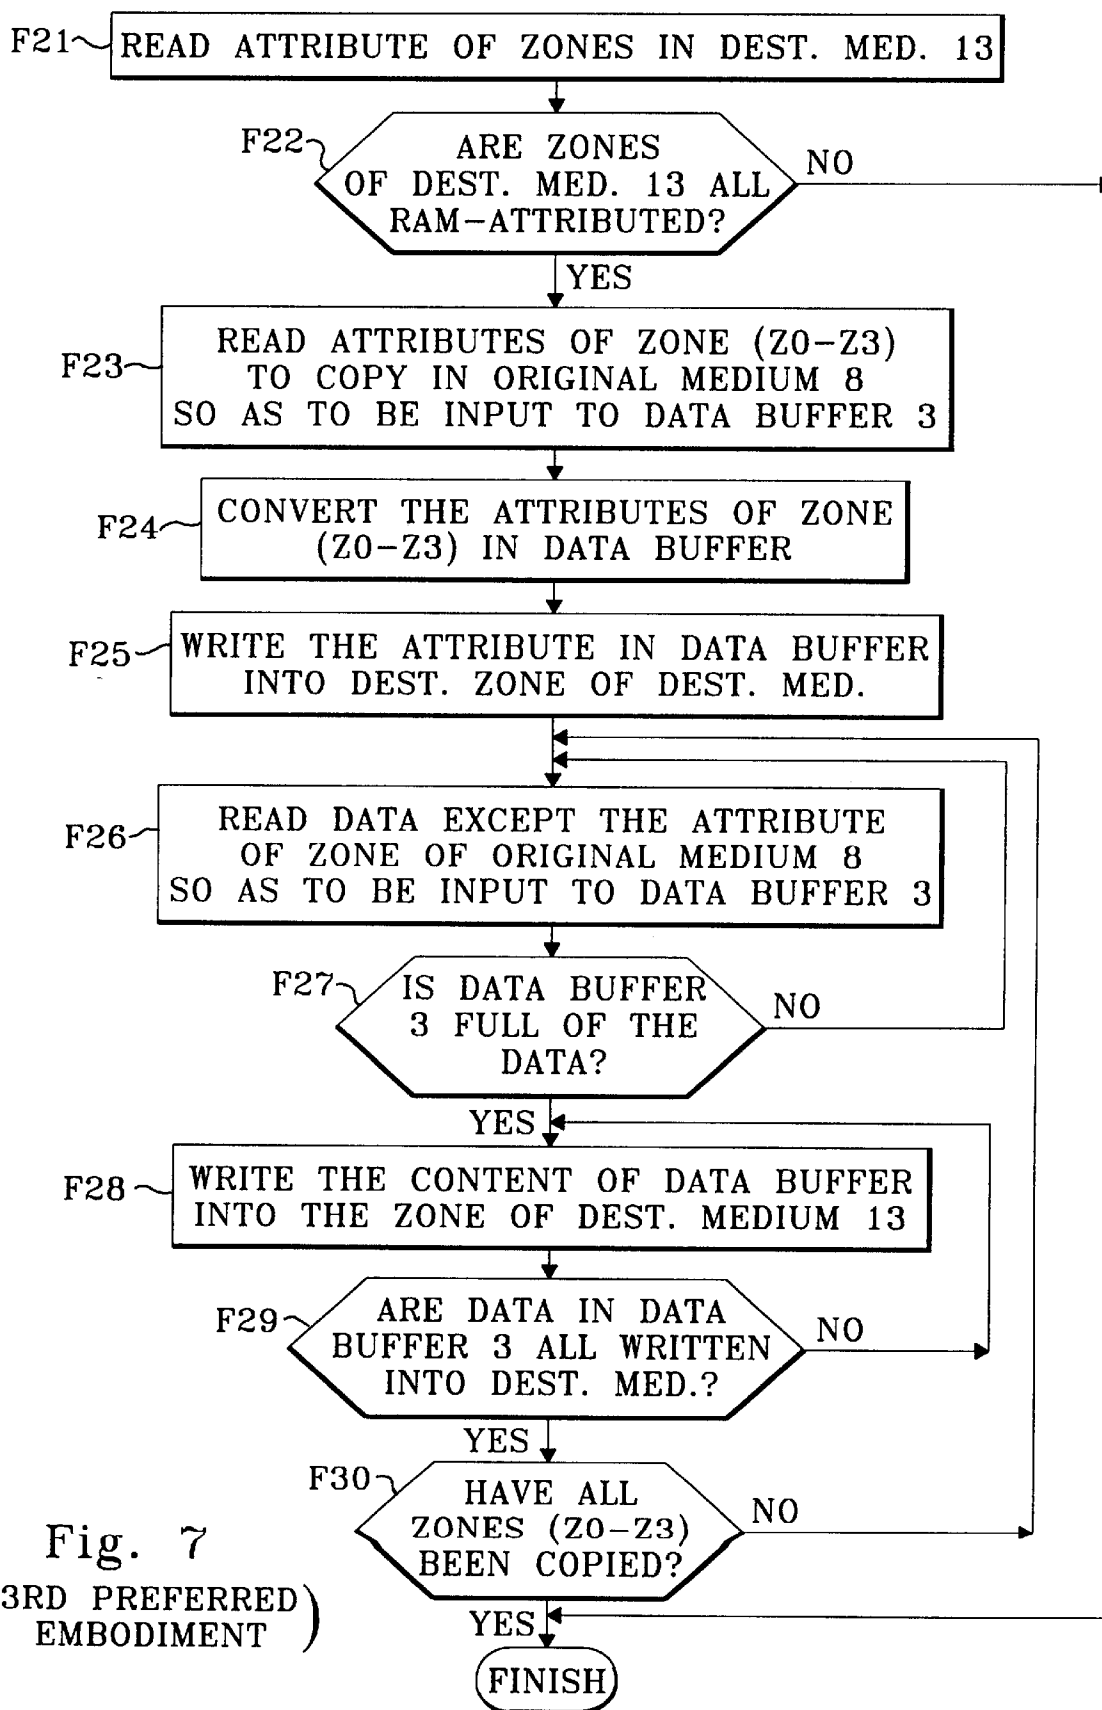 F21
READ ATTRIBUTE OF ZONES IN DEST. MED. 13
F22
ARE ZONES
OF DEST. MED. 13 ALL
RAM-ATTRIBUTED?
NO
YES
F23
READ ATTRIBUTES OF ZONE (Z0-Z3)
TO COPY IN ORIGINAL MEDIUM 8
SO AS TO BE INPUT TO DATA BUFFER 3
F24
CONVERT THE ATTRIBUTES OF ZONE
(Z0-Z3) IN DATA BUFFER
F25
WRITE THE ATTRIBUTE IN DATA BUFFER
INTO DEST. ZONE OF DEST. MED.
F26
READ DATA EXCEPT THE ATTRIBUTE
OF ZONE OF ORIGINAL MEDIUM 8
SO AS TO BE INPUT TO DATA BUFFER 3
F27
IS DATA BUFFER
3 FULL OF THE
DATA?
NO
YES
F28
WRITE THE CONTENT OF DATA BUFFER
INTO THE ZONE OF DEST. MEDIUM 13
F29
ARE DATA IN DATA
BUFFER 3 ALL WRITTEN
INTO DEST. MED.?
NO
YES
F30
HAVE ALL
ZONES (Z0-Z3)
BEEN COPIED?
NO
YES
FINISH
Fig. 7
3RD PREFERRED
EMBODIMENT )